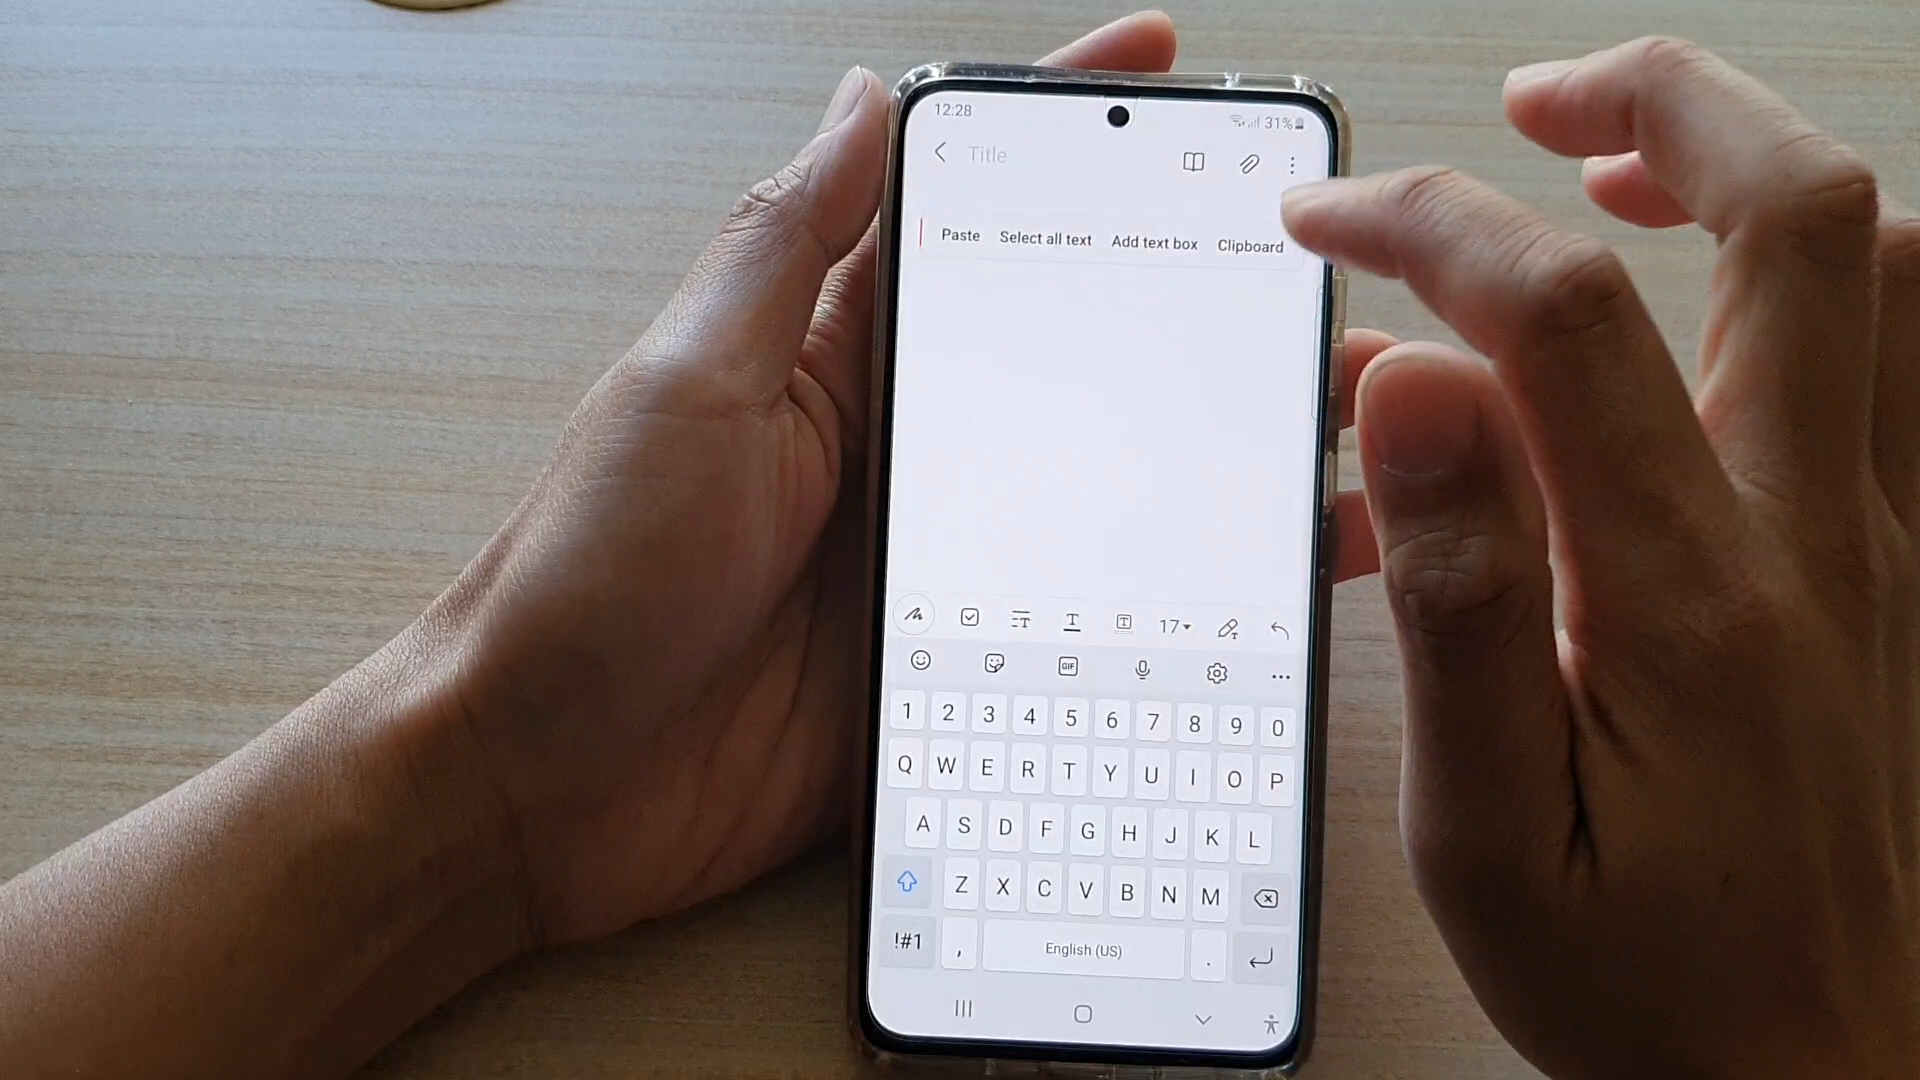 12:28 31%
Title
Paste Select all text Add text box Clipboard
T T T 17 T
GIF
1 2 3 4 5 6 7 8 9 0
Q W E R T Y U I O P
A S D F G H J K L
Z X C V B N M
!#1 , English (US) .